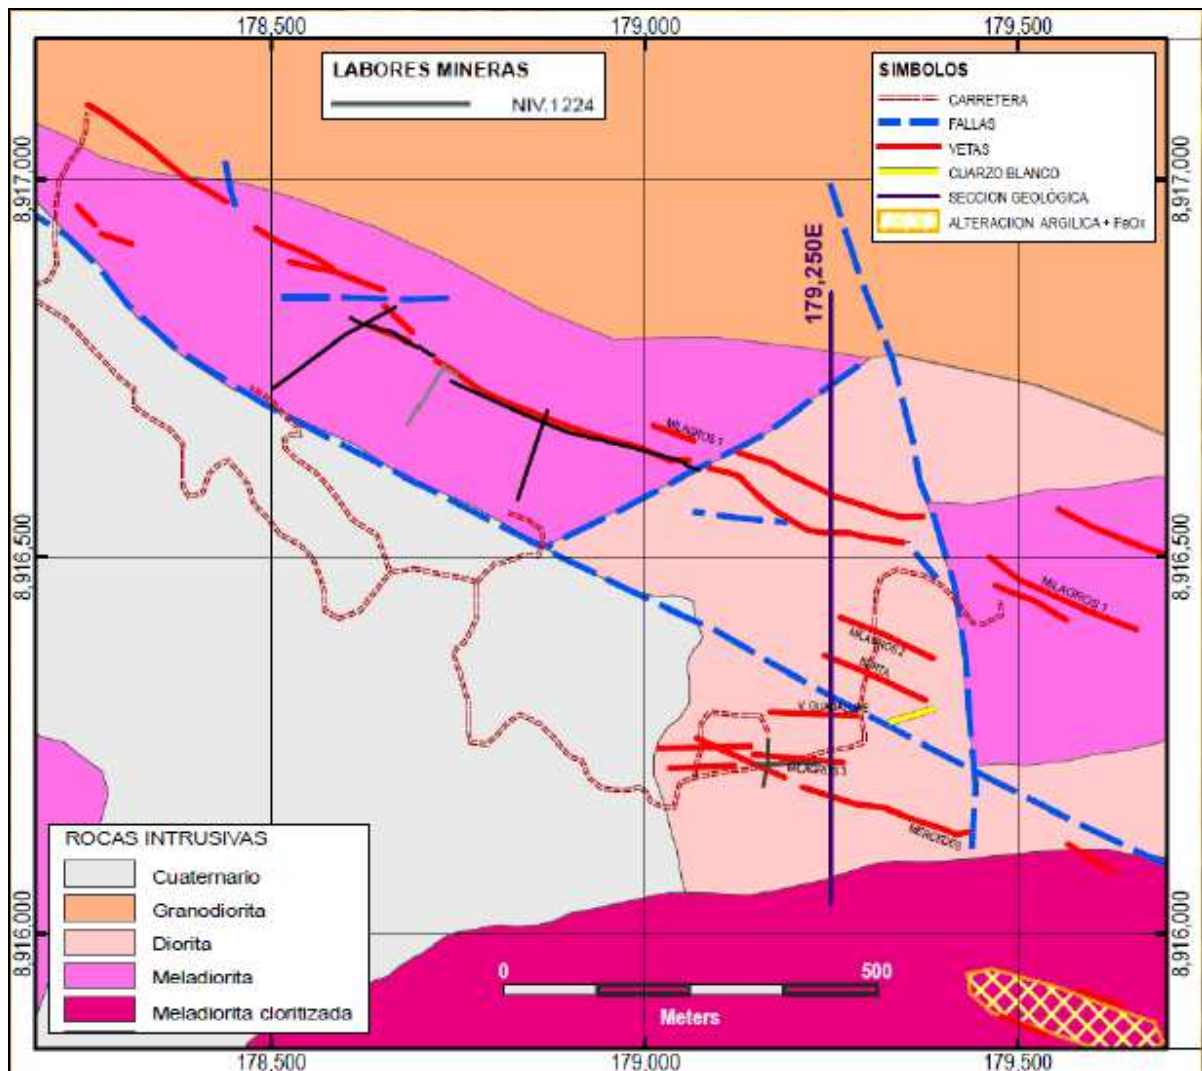 178,500
179,000
179,500
LABORES MINERAS
NIV.1224
SIMBOLOS
CARRETERA
FALLAS
VETAS
CUARZO BLANCO
SECCION GEOLÓGICA
ALTERACIION ARGILICA + FeOx
8,917,000
8,917,000
179,250E
MILAGROS 1
8,916,500
8,916,500
MILAGROS 1
MILAGROS 2
MILAGROS 3
MERCEDES
ROCAS INTRUSIVAS
Cuaternario
Granodiorita
Diorita
Meladiorita
Meladiorita cloritizada
8,916,000
8,916,000
0
500
Meters
178,500
179,000
179,500